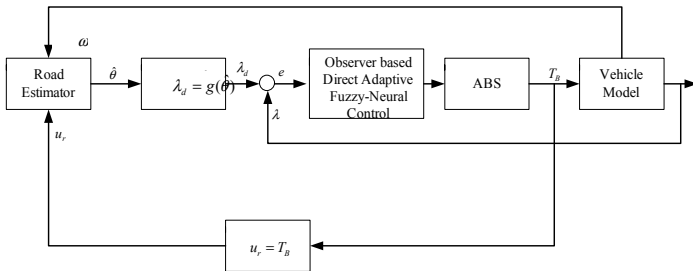 ω
Road
Estimator
θ̂
λ_d = g(θ̂)
λ_d
e
λ
Observer based
Direct Adaptive
Fuzzy-Neural
Control
ABS
T_B
Vehicle
Model
u_r
u_r = T_B